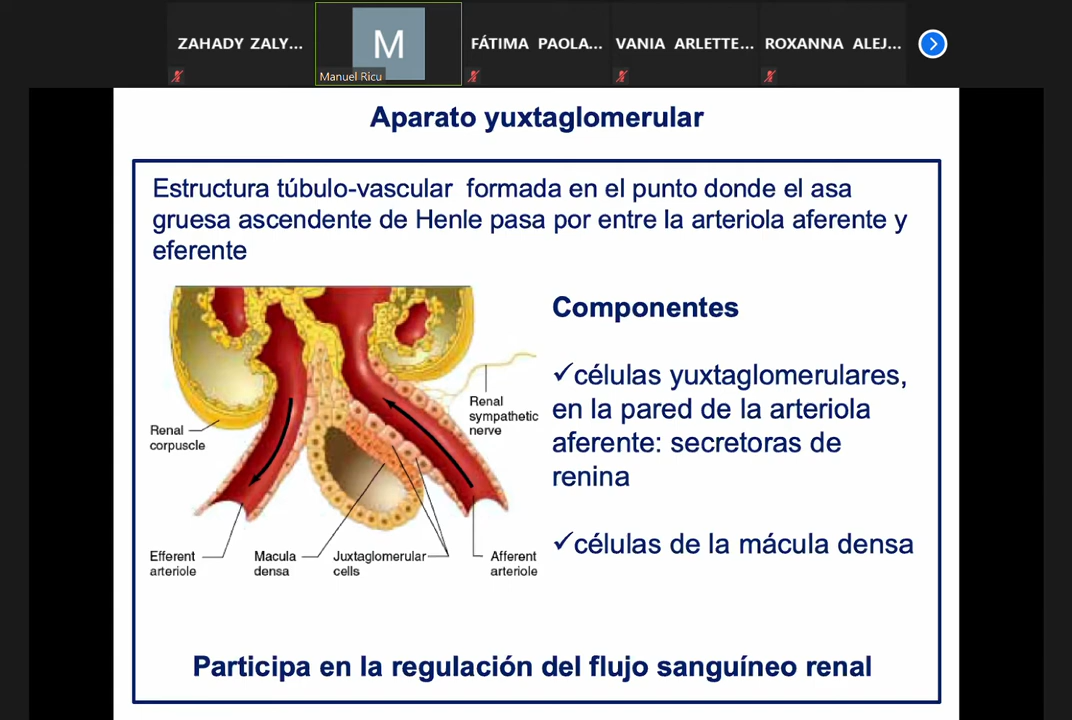 ZAHADY ZALY...
M
Manuel Ricu
FÁTIMA PAOLA...
VANIA ARLETTE...
ROXANNA ALEJ...
Aparato yuxtaglomerular
Estructura túbulo-vascular formada en el punto donde el asa
gruesa ascendente de Henle pasa por entre la arteriola aferente y
eferente
Componentes
✓células yuxtaglomerulares,
en la pared de la arteriola
aferente: secretoras de
renina
✓células de la mácula densa
Renal
corpuscle
Renal
sympathetic
nerve
Efferent
arteriole
Macula
densa
Juxtaglomerular
cells
Afferent
arteriole
Participa en la regulación del flujo sanguíneo renal